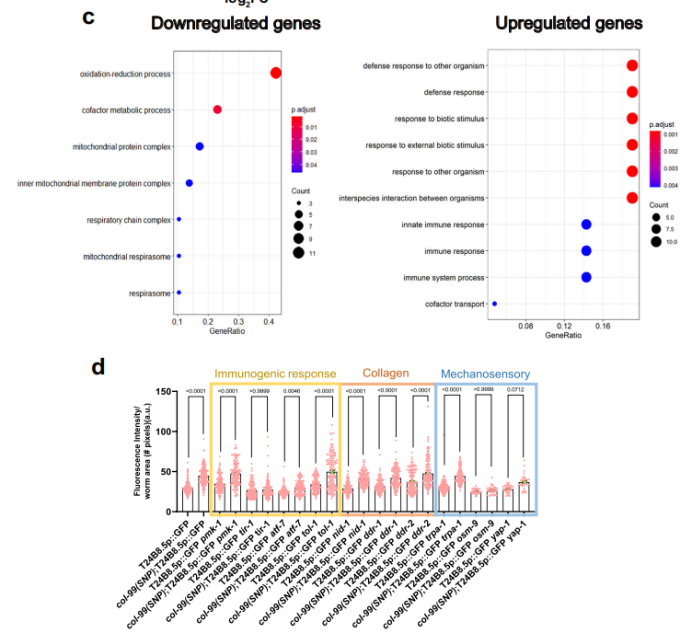 log₂FC
c
Downregulated genes
Upregulated genes
oxidation-reduction process
cofactor metabolic process
mitochondrial protein complex
inner mitochondrial membrane protein complex
respiratory chain complex
mitochondrial respirasome
respirasome
0.1 0.2 0.3 0.4
GeneRatio
p.adjust
0.01
0.02
0.03
0.04
Count
3
5
7
9
11
defense response to other organism
defense response
response to biotic stimulus
response to external biotic stimulus
response to other organism
interspecies interaction between organisms
innate immune response
immune response
immune system process
cofactor transport
0.08 0.12 0.16
GeneRatio
p.adjust
0.001
0.002
0.003
0.004
Count
5.0
7.5
10.0
d
Immunogenic response
Collagen
Mechanosensory
Fluorescence Intensity/
worm area (# pixels)(a.u.)
150
100
50
0
<0.0001 <0.0001 >0.9999 0.0046 <0.0001 <0.0001 <0.0001 <0.0001 <0.0001 >0.9999 0.0712
T24B8.5p::GFP
col-99(SNP);T24B8.5p::GFP
T24B8.5p::GFP pmk-1
col-99(SNP);T24B8.5p::GFP pmk-1
T24B8.5p::GFP tir-1
col-99(SNP);T24B8.5p::GFP tir-1
T24B8.5p::GFP atf-7
col-99(SNP);T24B8.5p::GFP atf-7
T24B8.5p::GFP tol-1
col-99(SNP);T24B8.5p::GFP tol-1
T24B8.5p::GFP nid-1
col-99(SNP);T24B8.5p::GFP nid-1
T24B8.5p::GFP ddr-1
col-99(SNP);T24B8.5p::GFP ddr-1
T24B8.5p::GFP ddr-2
col-99(SNP);T24B8.5p::GFP ddr-2
T24B8.5p::GFP trpa-1
col-99(SNP);T24B8.5p::GFP trpa-1
T24B8.5p::GFP osm-9
col-99(SNP);T24B8.5p::GFP osm-9
T24B8.5p::GFP yap-1
col-99(SNP);T24B8.5p::GFP yap-1